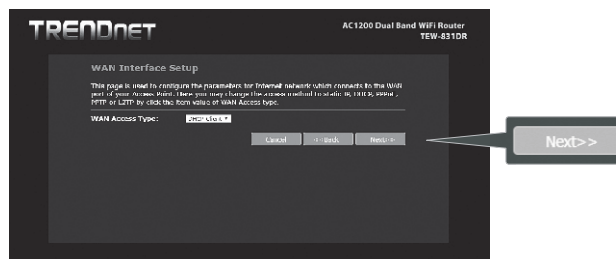 TRENDNET
AC1200 Dual Band WiFi Router
TEW-831DR
WAN Interface Setup
This page is used to configure the parameters for Internet network which connects to the WAN
port of your Access Point. Here you may change the access method to static IP, DHCP, PPPoE,
PPTP or L2TP by click the item value of WAN Access type.
WAN Access Type:
DHCP Client
Cancel
<<Back
Next>>
Next>>